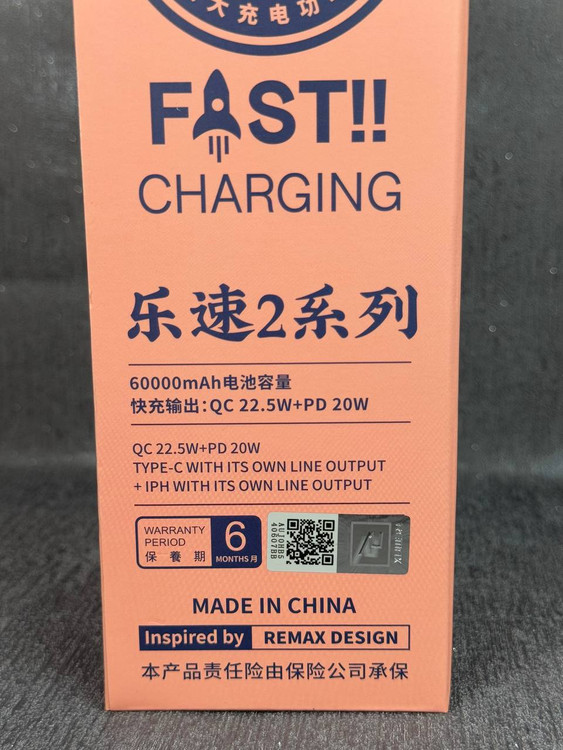 大充电功
FAST!!
CHARGING
乐速2系列
60000mAh电池容量
快充输出:QC 22.5W+PD 20W
QC 22.5W+PD 20W
TYPE-C WITH ITS OWN LINE OUTPUT
+ IPH WITH ITS OWN LINE OUTPUT
WARRANTY
PERIOD
保養期
6
MONTHS月
MADE IN CHINA
Inspired by REMAX DESIGN
本产品责任险由保险公司承保